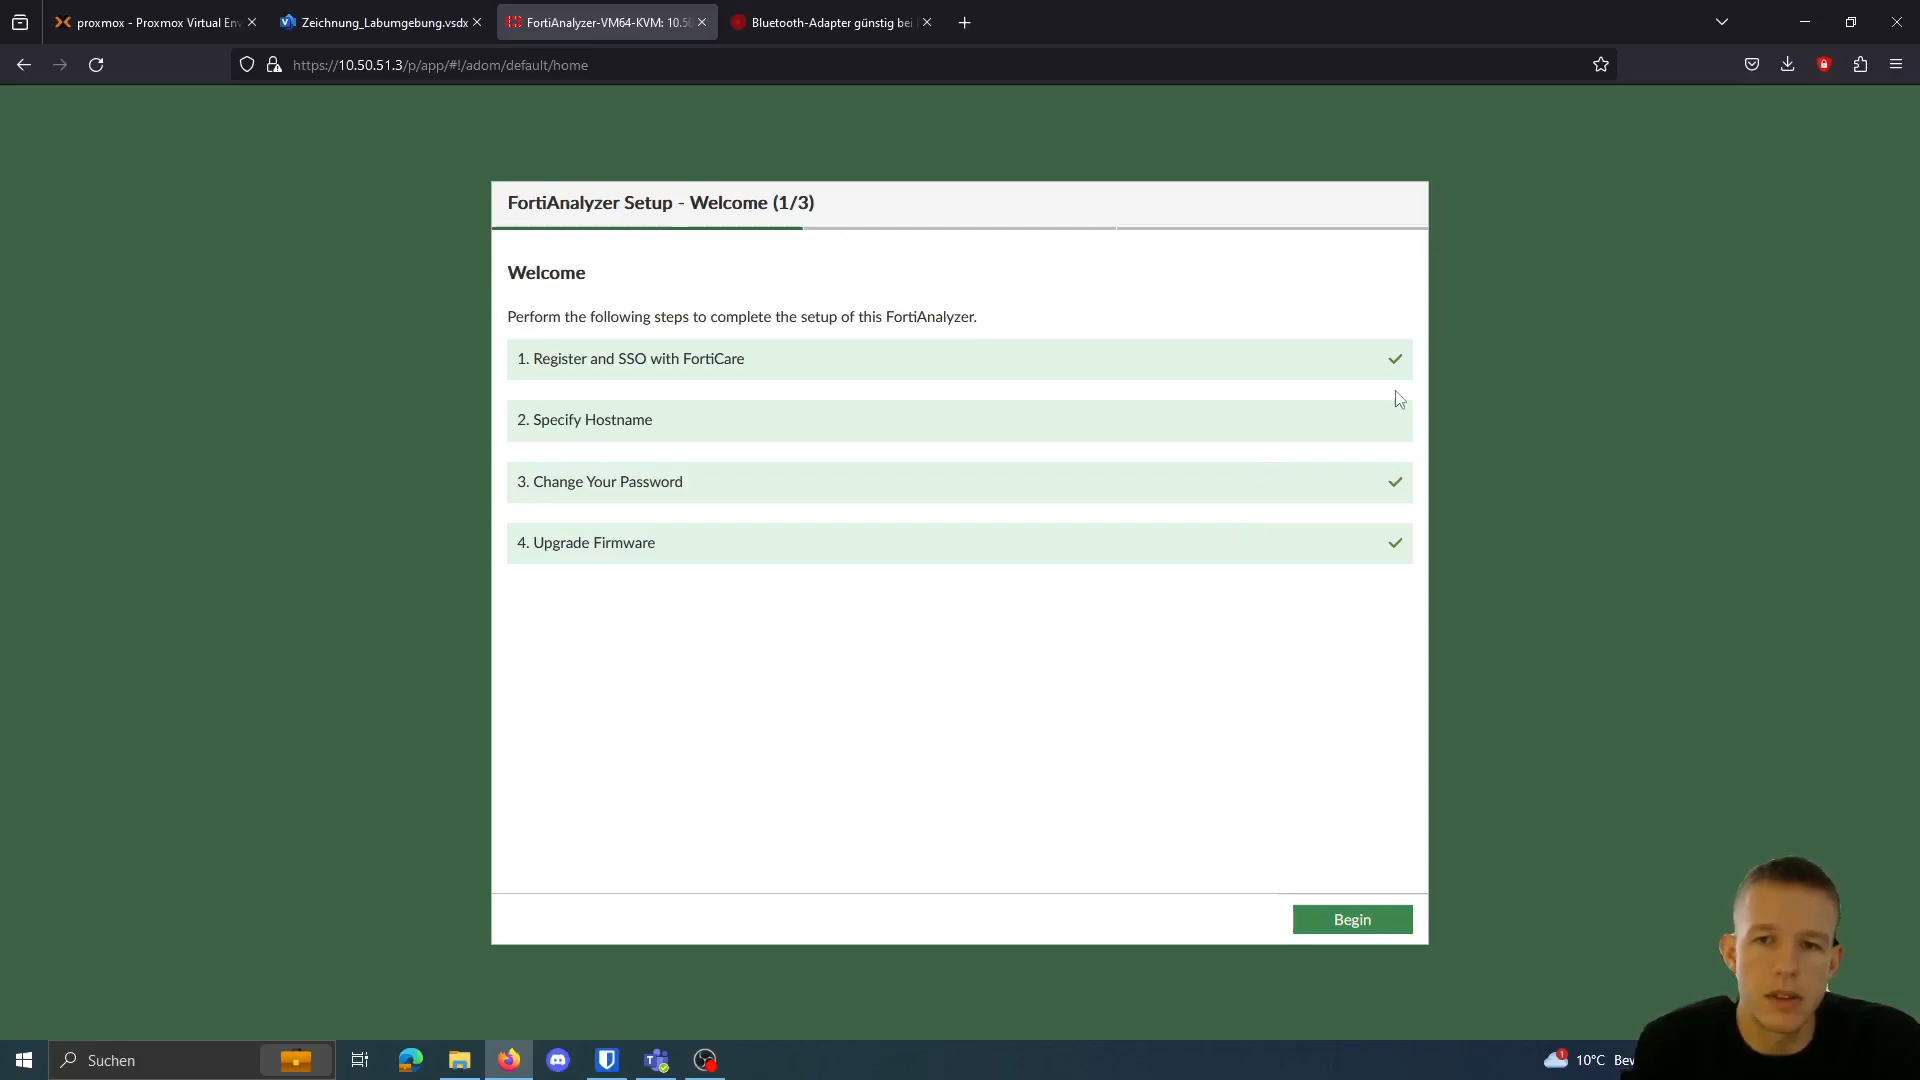 proxmox - Proxmox Virtual En
Zeichnung_Labumgebung.vsdx
FortiAnalyzer-VM64-KVM: 10.50
Bluetooth-Adapter günstig bei
https://10.50.51.3/p/app/#!/adom/default/home
FortiAnalyzer Setup - Welcome (1/3)
Welcome
Perform the following steps to complete the setup of this FortiAnalyzer.
1. Register and SSO with FortiCare
2. Specify Hostname
3. Change Your Password
4. Upgrade Firmware
Begin
Suchen
1
10°C Bew